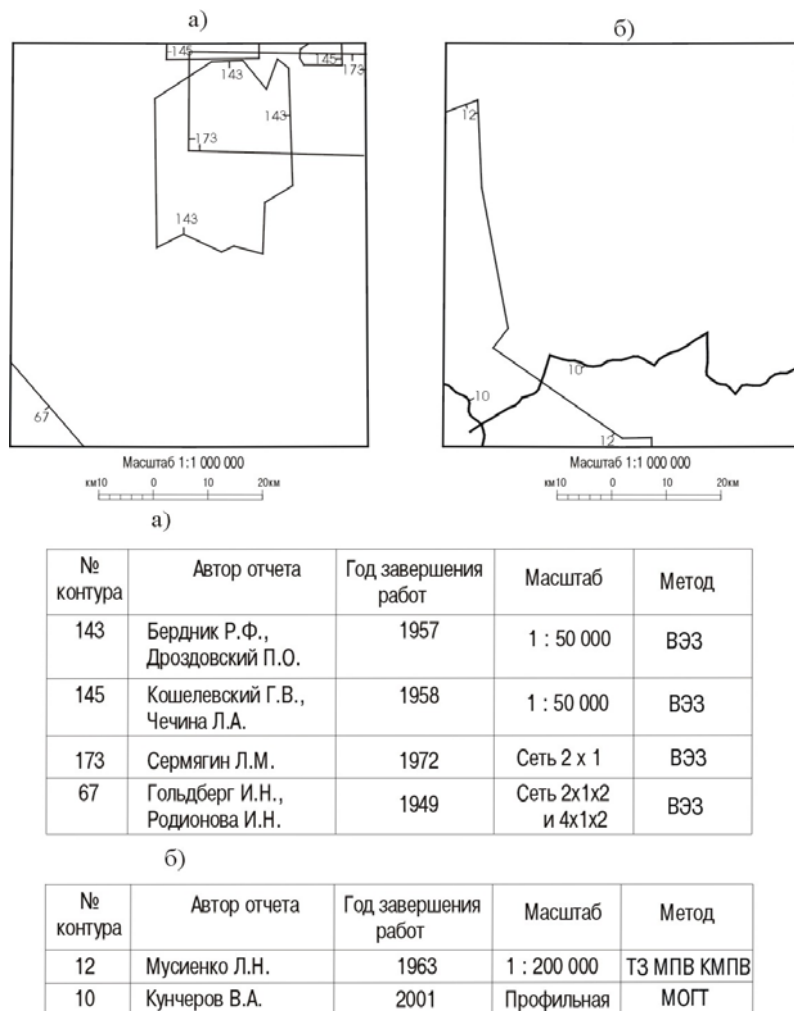 а)
б)
145
143
145
173
143
173
143
67
12
10
10
12
Масштаб 1:1 000 000
км10 0 10 20км
Масштаб 1:1 000 000
км10 0 10 20км
а)
№ контура Автор отчета Год завершения работ Масштаб Метод
143 Бердник Р.Ф., Дроздовский П.О. 1957 1 : 50 000 ВЭЗ
145 Кошелевский Г.В., Чечина Л.А. 1958 1 : 50 000 ВЭЗ
173 Сермягин Л.М. 1972 Сеть 2 х 1 ВЭЗ
67 Гольдберг И.Н., Родионова И.Н. 1949 Сеть 2х1х2 и 4х1х2 ВЭЗ
б)
№ контура Автор отчета Год завершения работ Масштаб Метод
12 Мусиенко Л.Н. 1963 1 : 200 000 ТЗ МПВ КМПВ
10 Кунчеров В.А. 2001 Профильная МОГТ